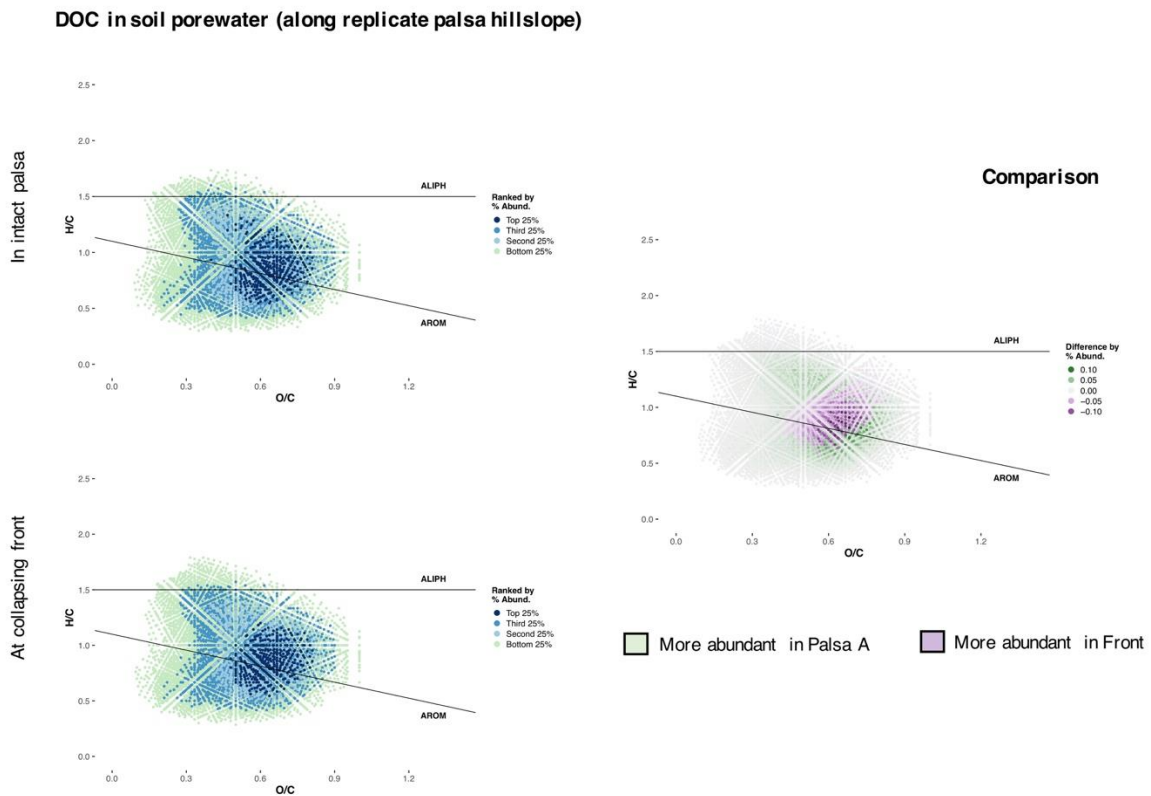 DOC in soil porewater (along replicate palsa hillslope)
In intact palsa
2.5
2.0
1.5
1.0
0.5
0.0
H/C
ALIPH
AROM
0.0 0.3 0.6 0.9 1.2
O/C
Ranked by
% Abund.
Top 25%
Third 25%
Second 25%
Bottom 25%
At collapsing front
2.5
2.0
1.5
1.0
0.5
0.0
H/C
ALIPH
AROM
0.0 0.3 0.6 0.9 1.2
O/C
Ranked by
% Abund.
Top 25%
Third 25%
Second 25%
Bottom 25%
Comparison
2.5
2.0
1.5
1.0
0.5
0.0
H/C
ALIPH
AROM
0.0 0.3 0.6 0.9 1.2
O/C
Difference by
% Abund.
0.10
0.05
0.00
−0.05
−0.10
More abundant in Palsa A
More abundant in Front